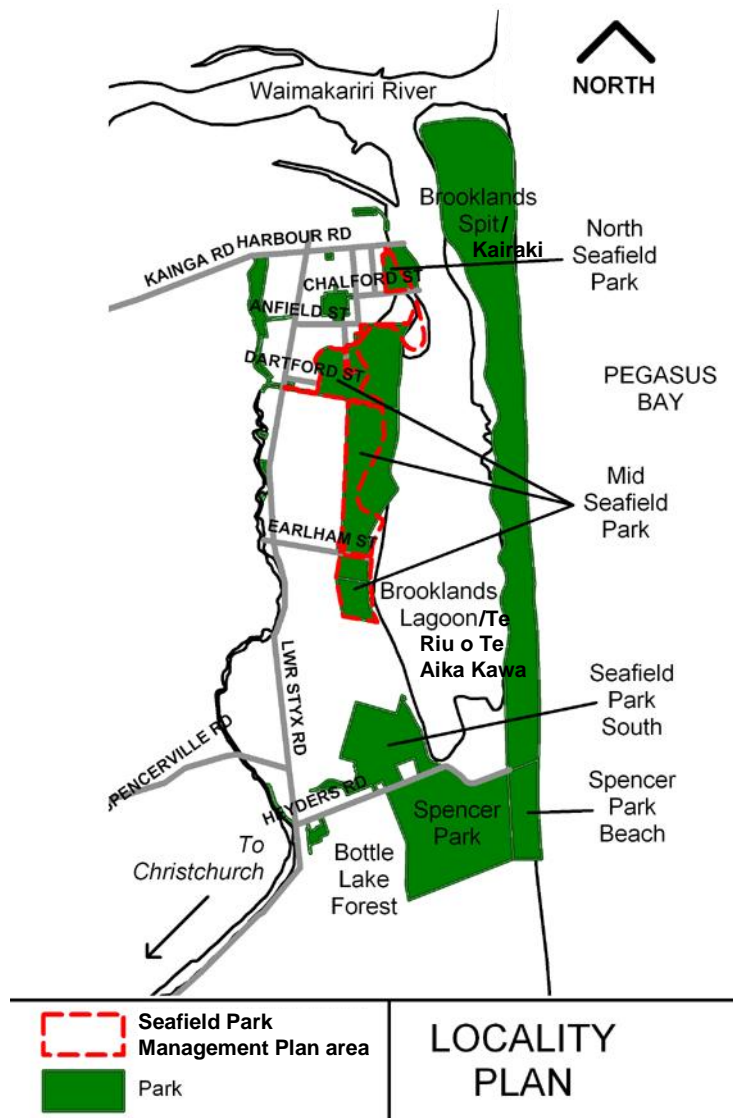 Waimakariri River
NORTH
Brooklands
Spit/
Kairaki
North
Seafield
Park
KAINGA RD
HARBOUR RD
CHALFORD ST
ANFIELD ST
DARTFORD ST
PEGASUS
BAY
Mid
Seafield
Park
EARLHAM ST
Brooklands
Lagoon/Te
Riu o Te
Aika Kawa
LWR STYX RD
Seafield
Park
South
SPENCERVILLE RD
HEYDERS RD
Spencer
Park
Spencer
Park
Beach
To
Christchurch
Bottle
Lake
Forest
Seafield Park
Management Plan area
Park
LOCALITY
PLAN